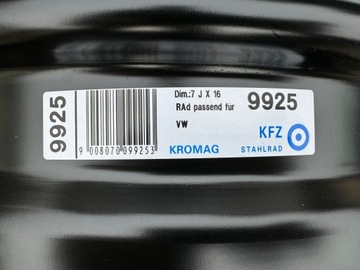 9925
9 008070 099253
Dim.:7 J X 16
RAd passend für
VW
9925
KROMAG
KFZ
STAHLRAD